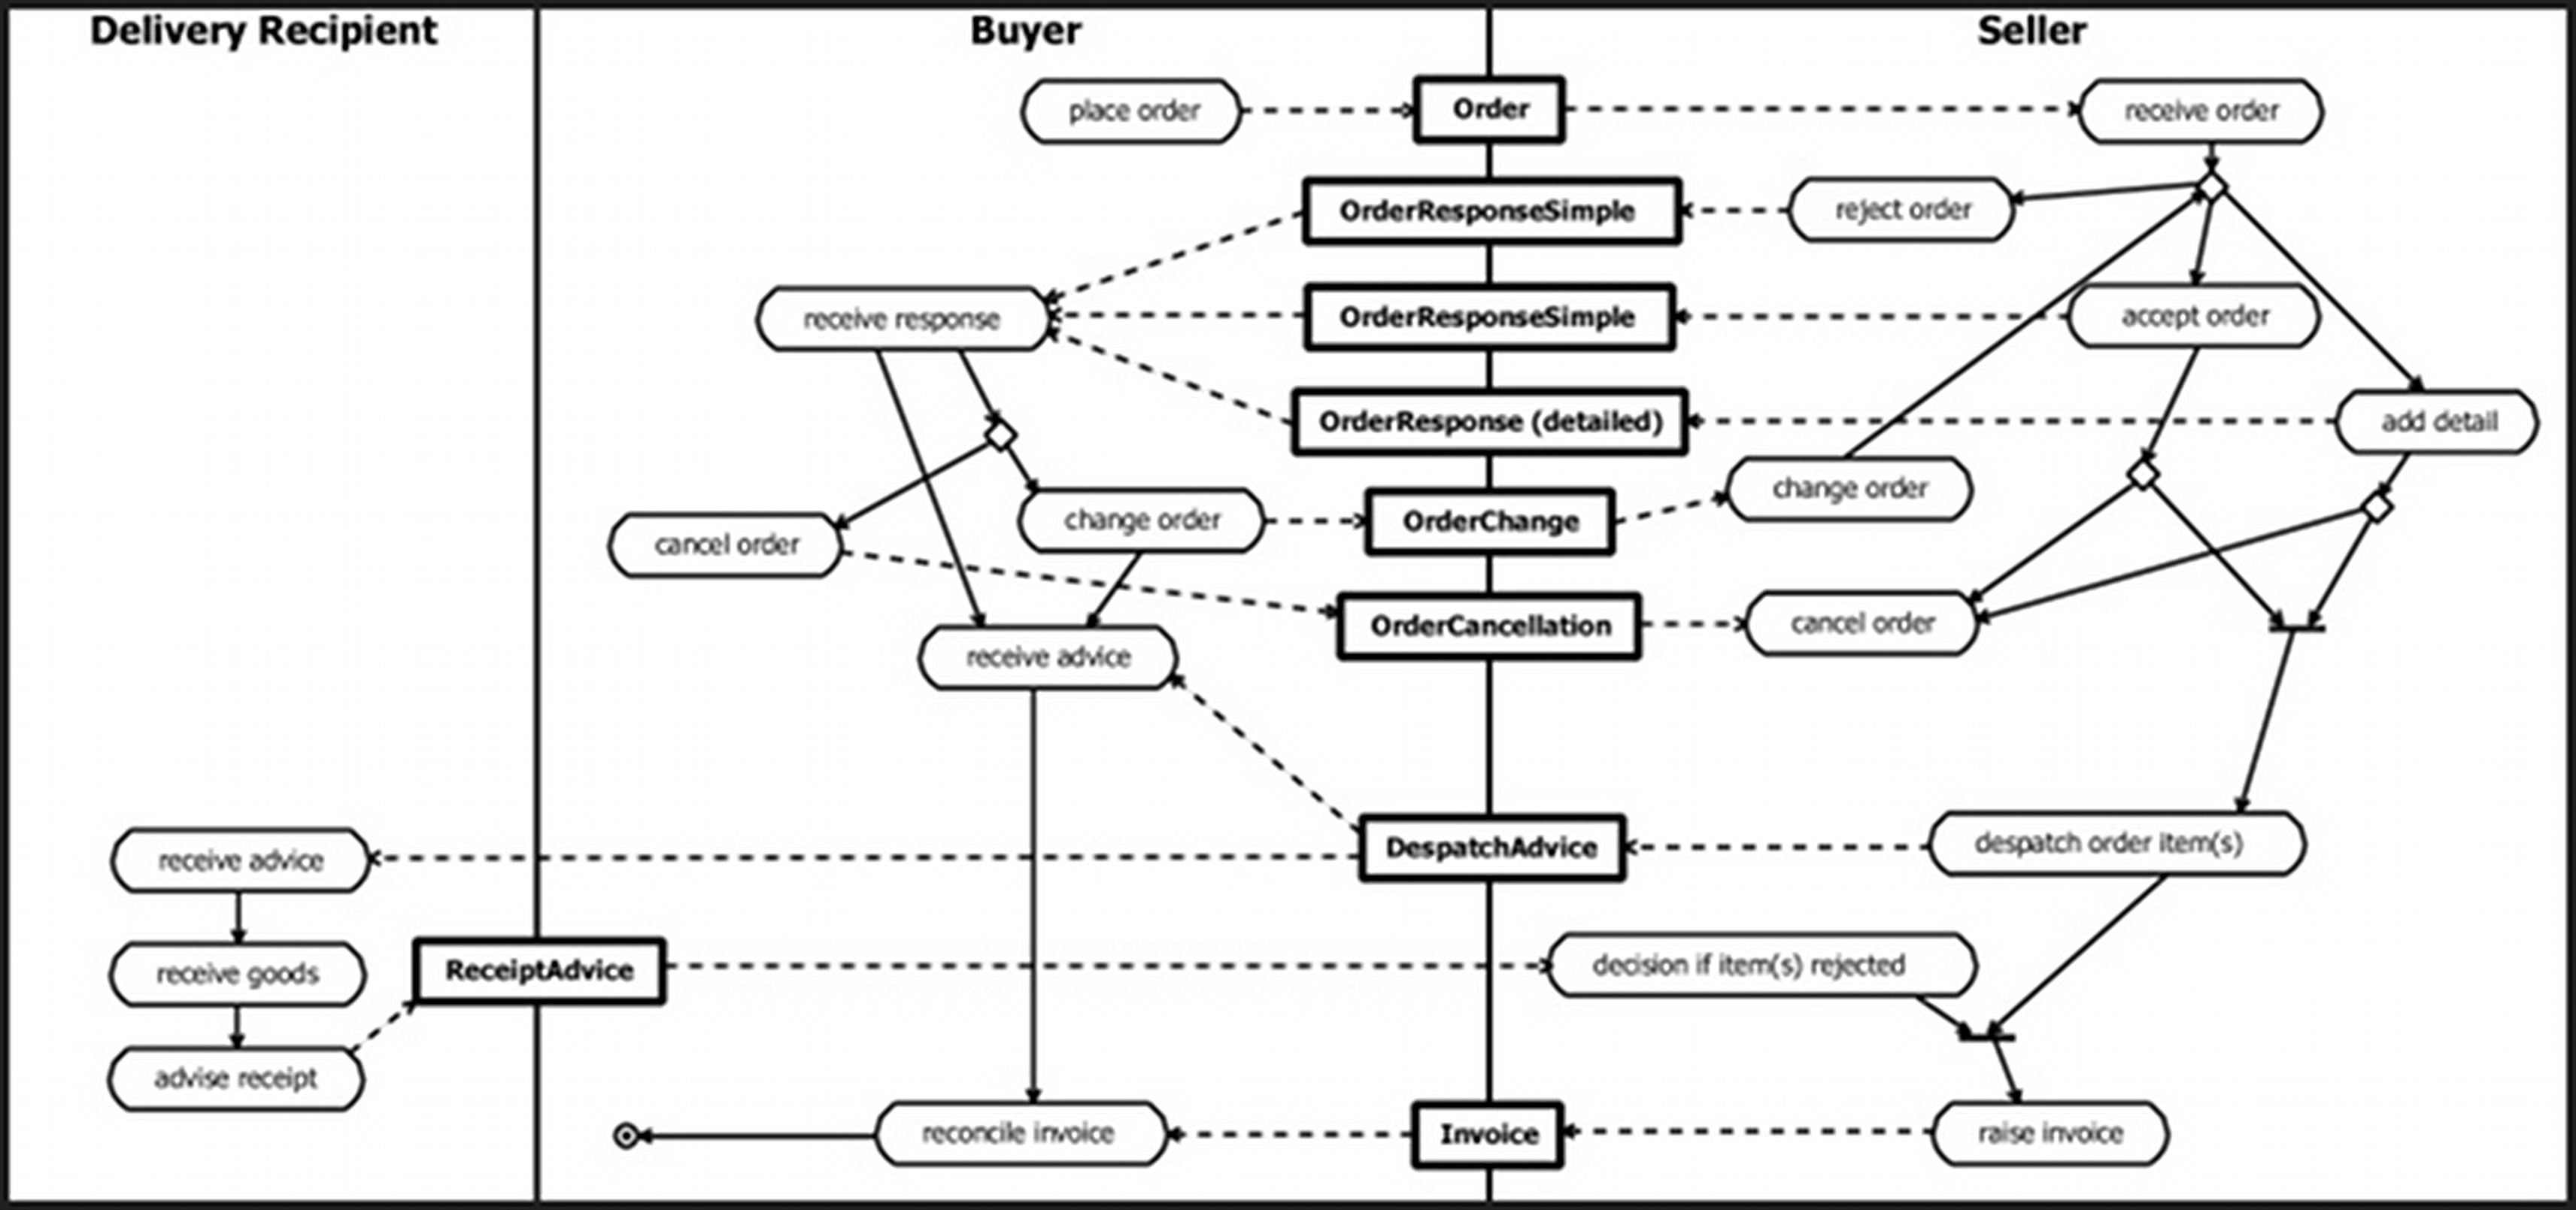 Delivery Recipient
Buyer
Seller
place order
Order
receive order
OrderResponseSimple
reject order
receive response
OrderResponseSimple
accept order
OrderResponse (detailed)
add detail
change order
OrderChange
change order
cancel order
OrderCancellation
cancel order
receive advice
receive advice
DespatchAdvice
despatch order item(s)
receive goods
ReceiptAdvice
decision if item(s) rejected
advise receipt
reconcile invoice
Invoice
raise invoice